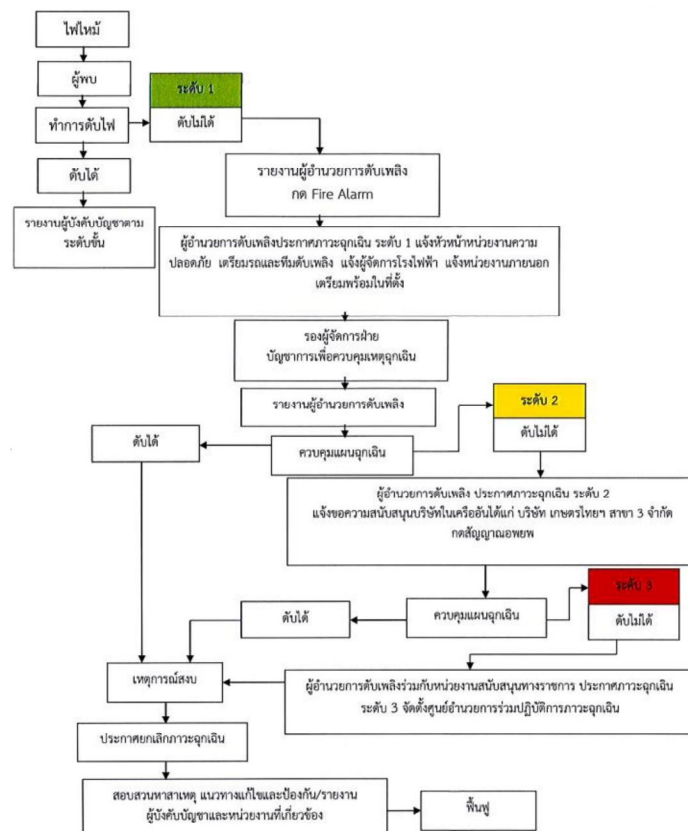 ไฟไหม้
ผู้พบ
ทำการดับไฟ
ระดับ 1
ดับไม่ได้
ดับได้
รายงานผู้บังคับบัญชาตาม
ระดับชั้น
รายงานผู้อำนวยการดับเพลิง
กด Fire Alarm
ผู้อำนวยการดับเพลิงประกาศภาวะฉุกเฉิน ระดับ 1 แจ้งหัวหน้าหน่วยงานความ
ปลอดภัย เตรียมรถและทีมดับเพลิง แจ้งผู้จัดการโรงไฟฟ้า แจ้งหน่วยงานภายนอก
เตรียมพร้อมในที่ตั้ง
รองผู้จัดการฝ่าย
บัญชาการเพื่อควบคุมเหตุฉุกเฉิน
รายงานผู้อำนวยการดับเพลิง
ระดับ 2
ดับไม่ได้
ดับได้
ควบคุมแผนฉุกเฉิน
ผู้อำนวยการดับเพลิง ประกาศภาวะฉุกเฉิน ระดับ 2
แจ้งขอความสนับสนุนบริษัทในเครืออันได้แก่ บริษัท เกษตรไทยฯ สาขา 3 จำกัด
กดสัญญาณอพยพ
ระดับ 3
ดับไม่ได้
ดับได้
ควบคุมแผนฉุกเฉิน
เหตุการณ์สงบ
ผู้อำนวยการดับเพลิงร่วมกับหน่วยงานสนับสนุนทางราชการ ประกาศภาวะฉุกเฉิน
ระดับ 3 จัดตั้งศูนย์อำนวยการร่วมปฏิบัติการภาวะฉุกเฉิน
ประกาศยกเลิกภาวะฉุกเฉิน
สอบสวนหาสาเหตุ แนวทางแก้ไขและป้องกัน/รายงาน
ผู้บังคับบัญชาและหน่วยงานที่เกี่ยวข้อง
ฟื้นฟู